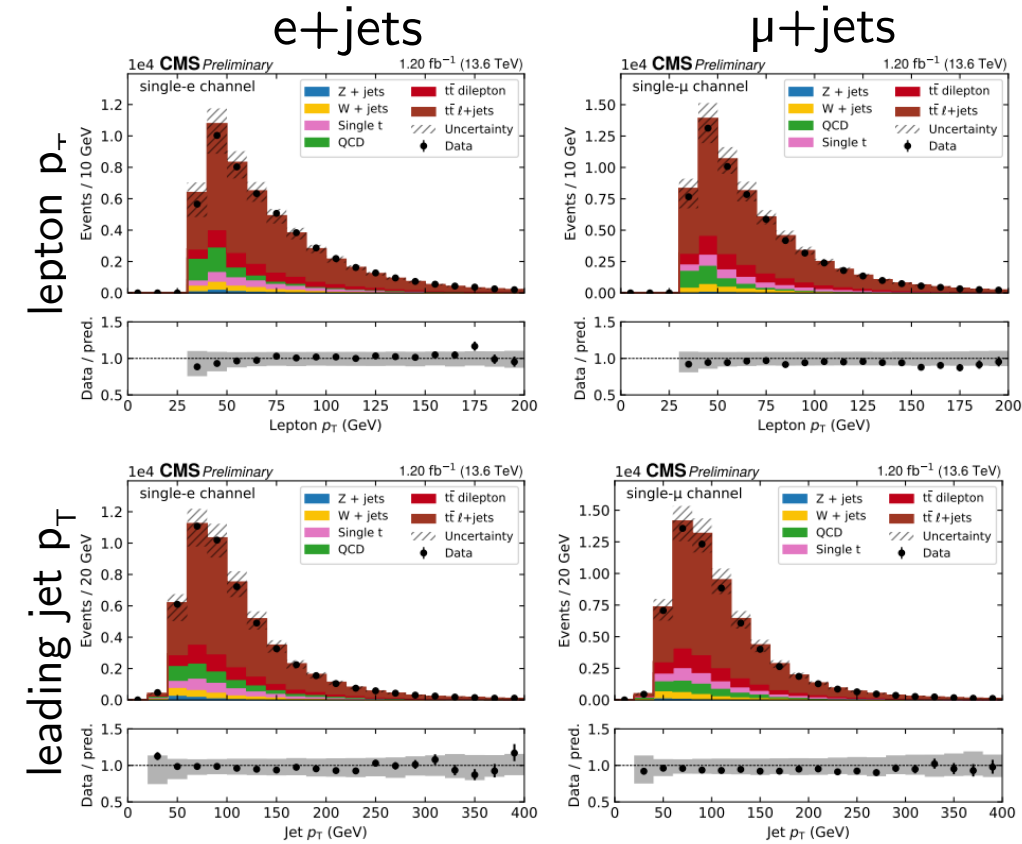 e+jets
μ+jets
lepton pT
leading jet pT
1e4 CMS Preliminary 1.20 fb⁻¹ (13.6 TeV)
single-e channel
Z + jets
W + jets
Single t
QCD
tt̄ dilepton
tt̄ ℓ+jets
Uncertainty
Data
Events / 10 GeV
1.2
1.0
0.8
0.6
0.4
0.2
0.0
Data / pred.
1.5
1.0
0.5
0 25 50 75 100 125 150 175 200
Lepton pT (GeV)
1e4 CMS Preliminary 1.20 fb⁻¹ (13.6 TeV)
single-μ channel
Z + jets
W + jets
QCD
Single t
tt̄ dilepton
tt̄ ℓ+jets
Uncertainty
Data
Events / 10 GeV
1.50
1.25
1.00
0.75
0.50
0.25
0.00
Data / pred.
1.5
1.0
0.5
0 25 50 75 100 125 150 175 200
Lepton pT (GeV)
1e4 CMS Preliminary 1.20 fb⁻¹ (13.6 TeV)
single-e channel
Z + jets
W + jets
Single t
QCD
tt̄ dilepton
tt̄ ℓ+jets
Uncertainty
Data
Events / 20 GeV
1.2
1.0
0.8
0.6
0.4
0.2
0.0
Data / pred.
1.5
1.0
0.5
0 50 100 150 200 250 300 350 400
Jet pT (GeV)
1e4 CMS Preliminary 1.20 fb⁻¹ (13.6 TeV)
single-μ channel
Z + jets
W + jets
QCD
Single t
tt̄ dilepton
tt̄ ℓ+jets
Uncertainty
Data
Events / 20 GeV
1.50
1.25
1.00
0.75
0.50
0.25
0.00
Data / pred.
1.5
1.0
0.5
0 50 100 150 200 250 300 350 400
Jet pT (GeV)